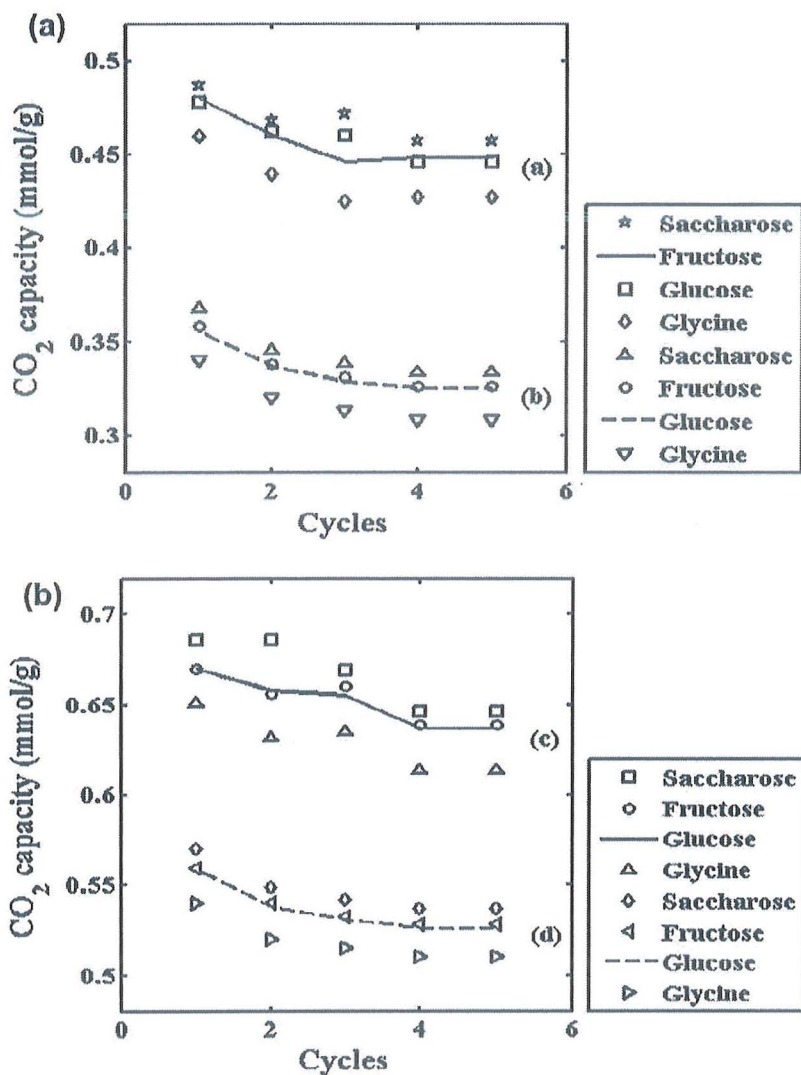 (a)
0.5
0.45
0.4
0.35
0.3
CO2 capacity (mmol/g)
(a)
(b)
0
2
4
6
Cycles
Saccharose
Fructose
Glucose
Glycine
Saccharose
Fructose
Glucose
Glycine
(b)
0.7
0.65
0.6
0.55
0.5
CO2 capacity (mmol/g)
(c)
(d)
0
2
4
6
Cycles
Saccharose
Fructose
Glucose
Glycine
Saccharose
Fructose
Glucose
Glycine